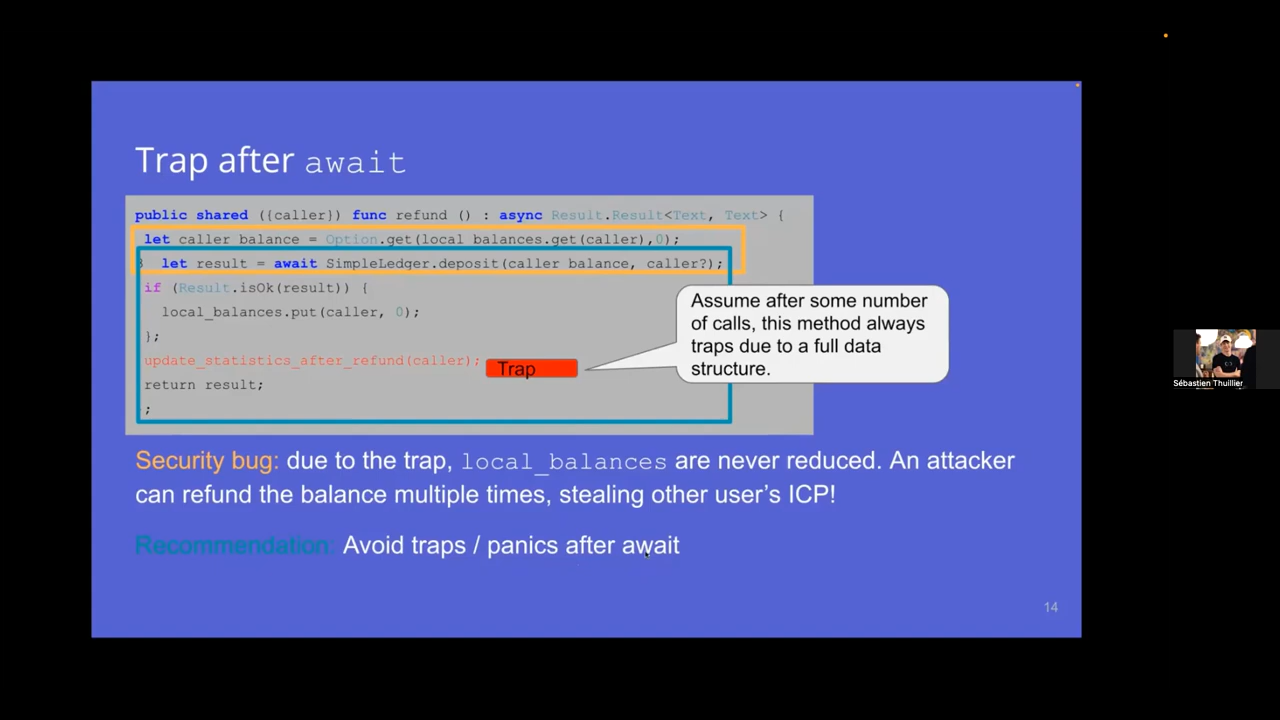 Trap after await
public shared ({caller}) func refund () : async Result.Result<Text, Text> {
let caller_balance = Option.get(local_balances.get(caller),0);
let result = await SimpleLedger.deposit(caller_balance, caller?);
if (Result.isOk(result)) {
local_balances.put(caller, 0);
};
update_statistics_after_refund(caller);
Trap
return result;
;
Assume after some number
of calls, this method always
traps due to a full data
structure.
Security bug: due to the trap, local_balances are never reduced. An attacker
can refund the balance multiple times, stealing other user's ICP!
Recommendation: Avoid traps / panics after await
14
Sébastien Thuillier